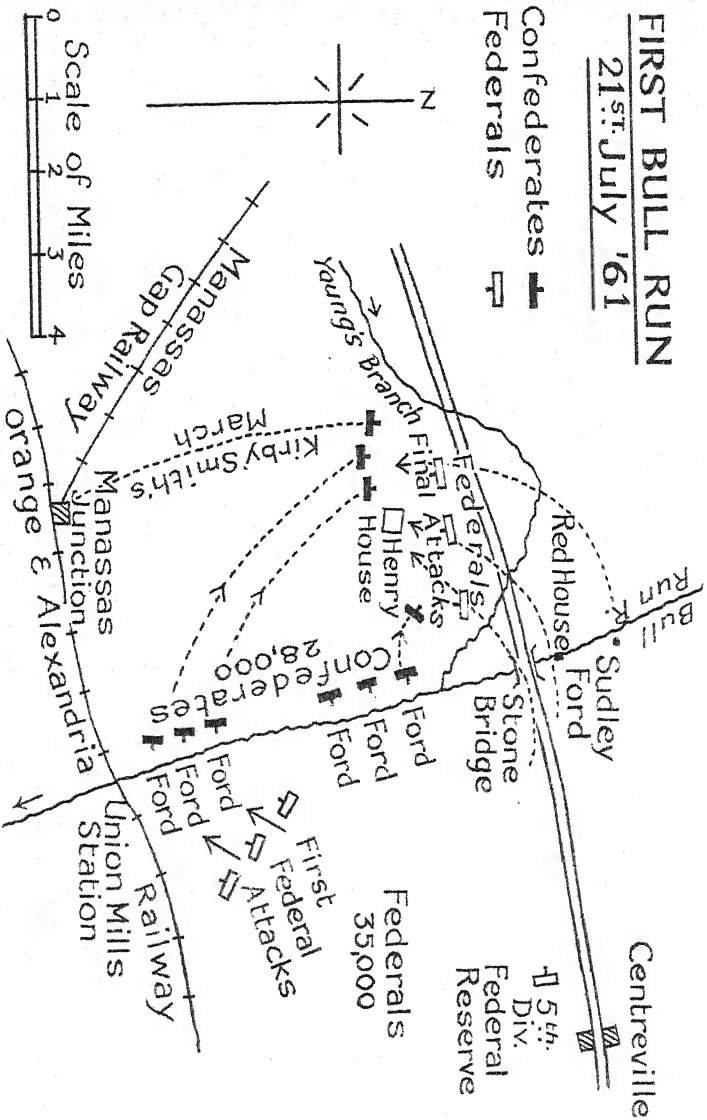 FIRST BULL RUN
21ST. July '61
Confederates
Federals
N
0 1 2 3 4
Scale of Miles
Manassas
Gap Railway
Young's Branch
Final
Attacks
Federals
Red House
Bull
Run
Sudley
Ford
Stone
Bridge
Centreville
5th.
Div.
Federal
Reserve
Henry
House
Kirby Smith's
March
Confederates
28,000
Ford
Ford
Ford
Ford
Ford
Ford
First
Federal
Attacks
Federals
35,000
Manassas
Junction
Orange & Alexandria
Railway
Union Mills
Station